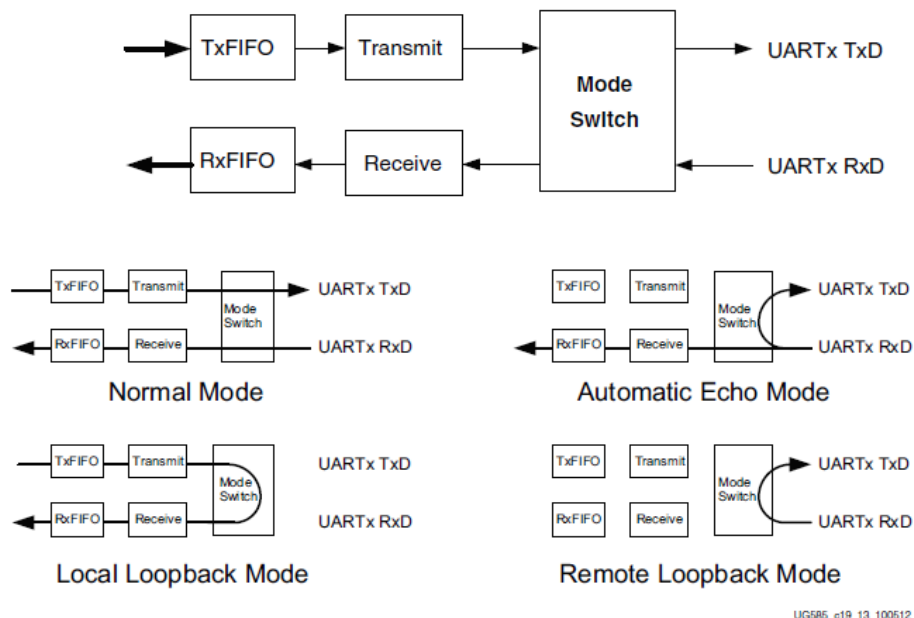 TxFIFO Transmit UARTx TxD
Mode
Switch
RxFIFO Receive UARTx RxD
TxFIFO Transmit UARTx TxD
Mode
Switch
RxFIFO Receive UARTx RxD
Normal Mode
TxFIFO Transmit UARTx TxD
Mode
Switch
RxFIFO Receive UARTx RxD
Automatic Echo Mode
TxFIFO Transmit UARTx TxD
Mode
Switch
RxFIFO Receive UARTx RxD
Local Loopback Mode
TxFIFO Transmit UARTx TxD
Mode
Switch
RxFIFO Receive UARTx RxD
Remote Loopback Mode
UG585_c19_13_100512